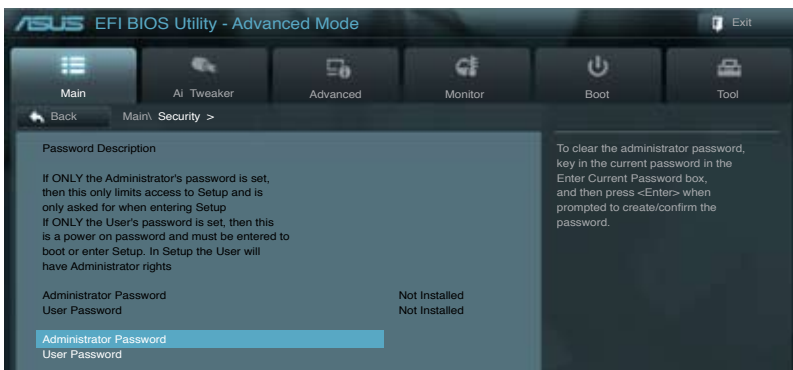 ASUS EFI BIOS Utility - Advanced Mode
Exit
Main
Ai Tweaker
Advanced
Monitor
Boot
Tool
Back
Main\ Security >
Password Description
If ONLY the Administrator's password is set,
then this only limits access to Setup and is
only asked for when entering Setup
If ONLY the User's password is set, then this
is a power on password and must be entered to
boot or enter Setup. In Setup the User will
have Administrator rights
Administrator Password Not Installed
User Password Not Installed
Administrator Password
User Password
To clear the administrator password,
key in the current password in the
Enter Current Password box,
and then press <Enter> when
prompted to create/confirm the
password.